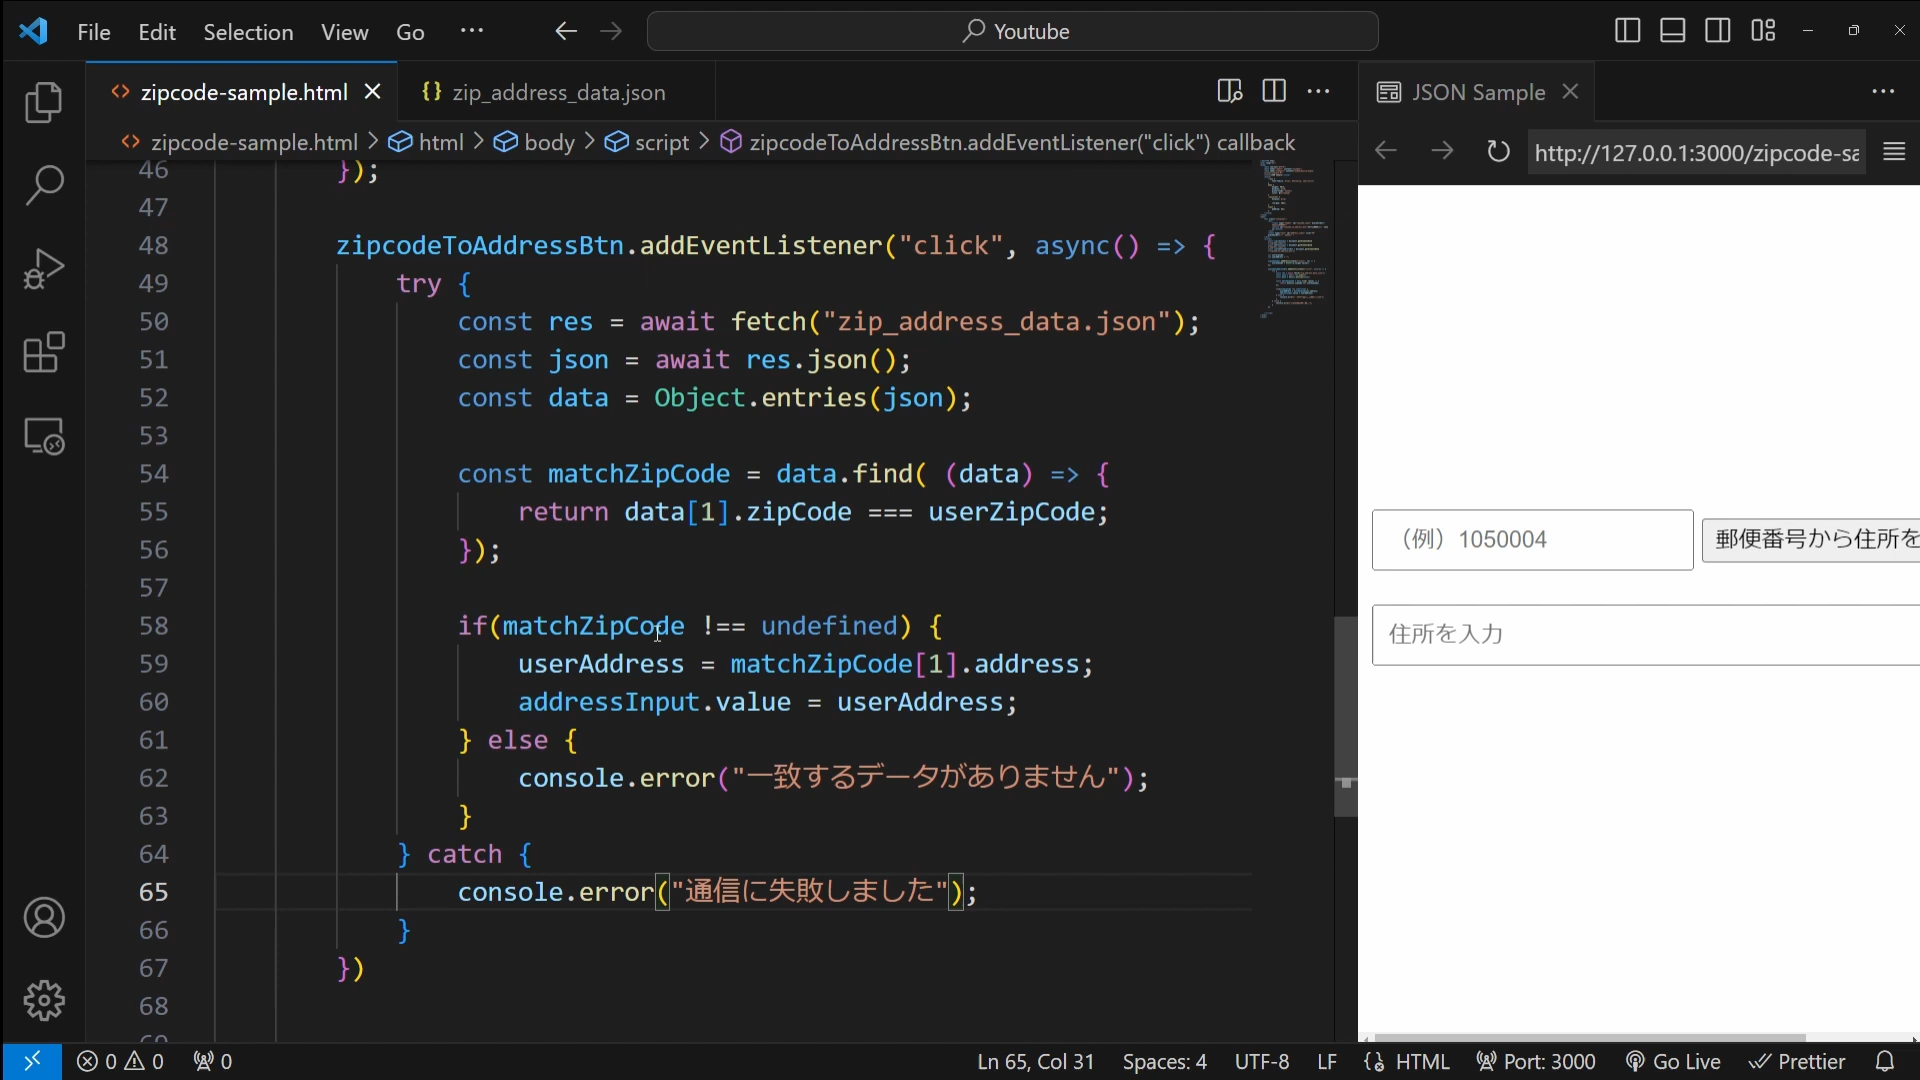 File Edit Selection View Go ··· Youtube
zipcode-sample.html zip_address_data.json
zipcode-sample.html > html > body > script > zipcodeToAddressBtn.addEventListener("click") callback
46 });
47
48 zipcodeToAddressBtn.addEventListener("click", async() => {
49 try {
50 const res = await fetch("zip_address_data.json");
51 const json = await res.json();
52 const data = Object.entries(json);
53
54 const matchZipCode = data.find( (data) => {
55 return data[1].zipCode === userZipCode;
56 });
57
58 if(matchZipCode !== undefined) {
59 userAddress = matchZipCode[1].address;
60 addressInput.value = userAddress;
61 } else {
62 console.error("一致するデータがありません");
63 }
64 } catch {
65 console.error("通信に失敗しました");
66 }
67 })
68
JSON Sample
http://127.0.0.1:3000/zipcode-sa
（例）1050004 郵便番号から住所を
住所を入力
0 0 0 Ln 65, Col 31 Spaces: 4 UTF-8 LF HTML Port: 3000 Go Live Prettier